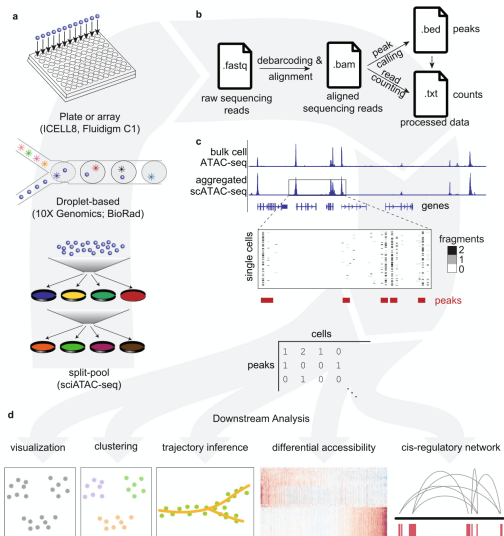 a
Plate or array
(ICELL8, Fluidigm C1)
Droplet-based
(10X Genomics; BioRad)
split-pool
(sciATAC-seq)
b
.fastq
debarcoding &
alignment
.bam
peak
calling
read
counting
.bed
peaks
.txt
counts
raw sequencing
reads
aligned
sequencing reads
processed data
c
bulk cell
ATAC-seq
aggregated
scATAC-seq
genes
single cells
fragments
2
1
0
peaks
cells
peaks
1 2 1 0
1 0 0 1
0 1 0 0
d
Downstream Analysis
visualization
clustering
trajectory inference
differential accessibility
cis-regulatory network